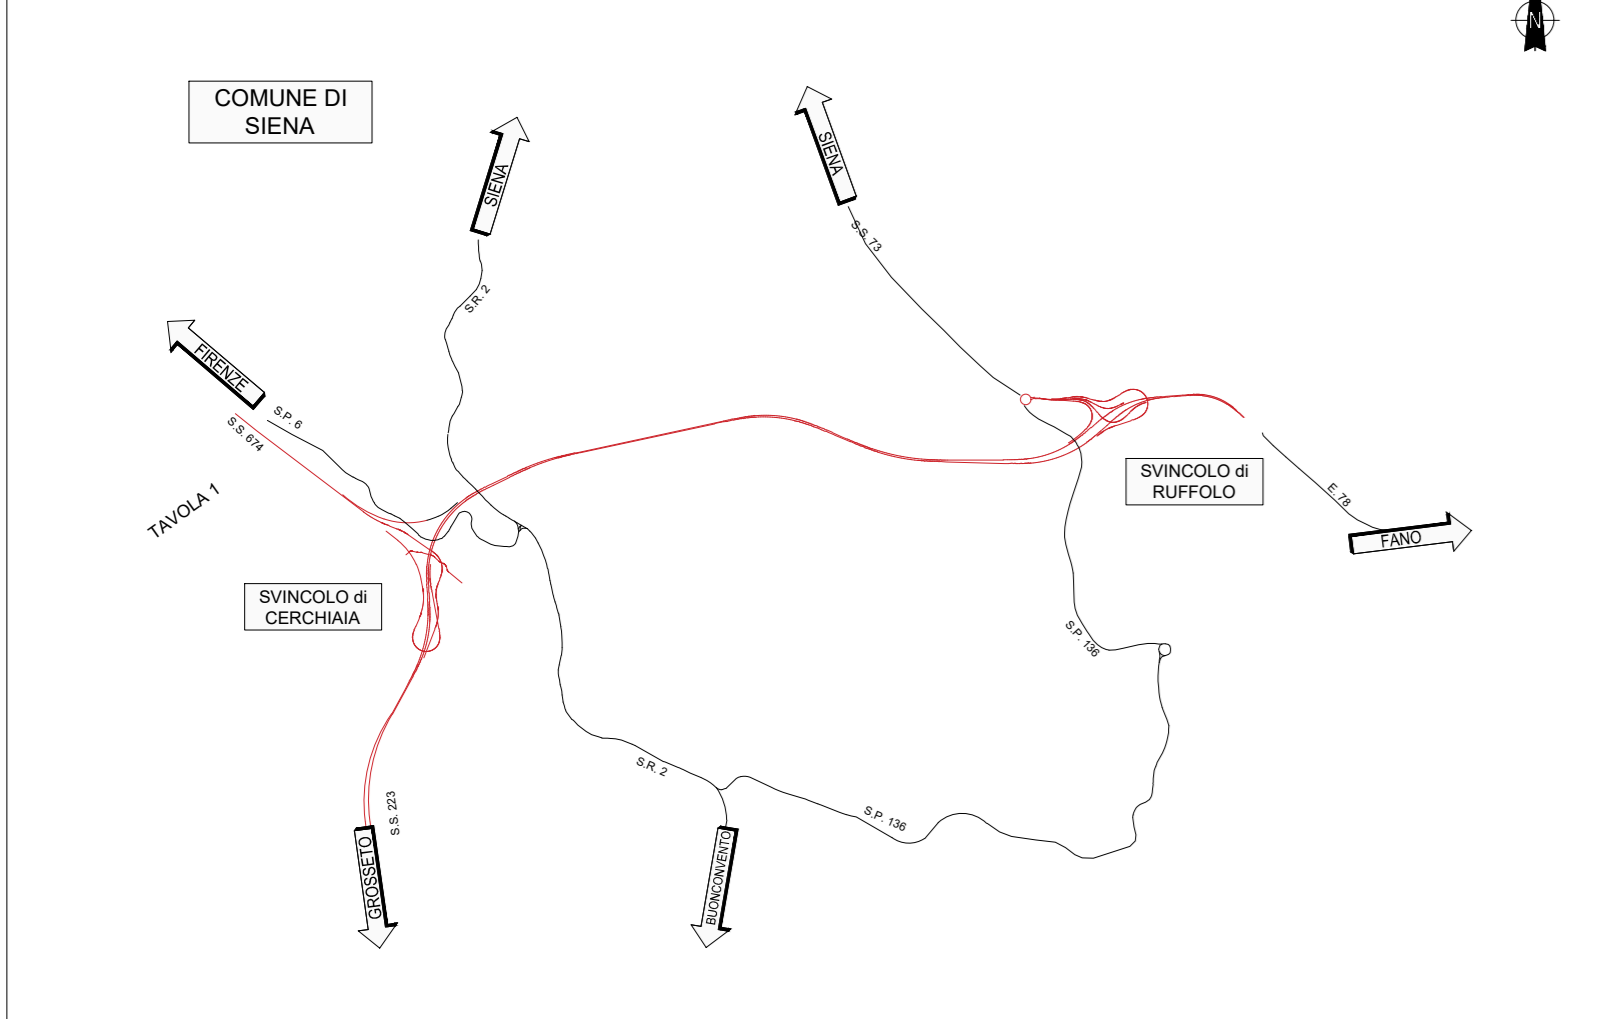 N
COMUNE DI
SIENA
SIENA
SIENA
S.S. 73
S.R. 2
FIRENZE
S.P. 6
S.S. 674
TAVOLA 1
SVINCOLO di
RUFFOLO
E. 78
FANO
SVINCOLO di
CERCHIAIA
S.P. 136
S.R. 2
S.S. 223
S.P. 136
GROSSETO
BUONCONVENTO